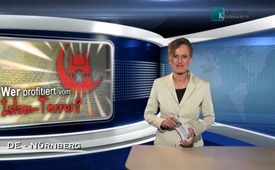 Wer profitiert vom
Islam-Terror?
DE - NÜRNBERG